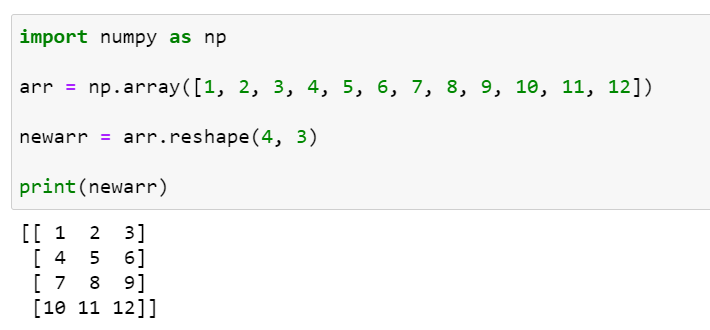 import numpy as np
arr = np.array([1, 2, 3, 4, 5, 6, 7, 8, 9, 10, 11, 12])
newarr = arr.reshape(4, 3)
print(newarr)
[[ 1  2  3]
 [ 4  5  6]
 [ 7  8  9]
 [10 11 12]]